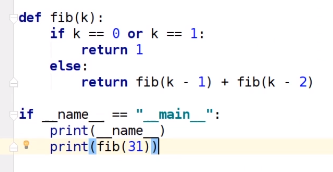 def fib(k):
    if k == 0 or k == 1:
        return 1
    else:
        return fib(k - 1) + fib(k - 2)
if __name__ == "__main__":
    print(__name__)
    print(fib(31))